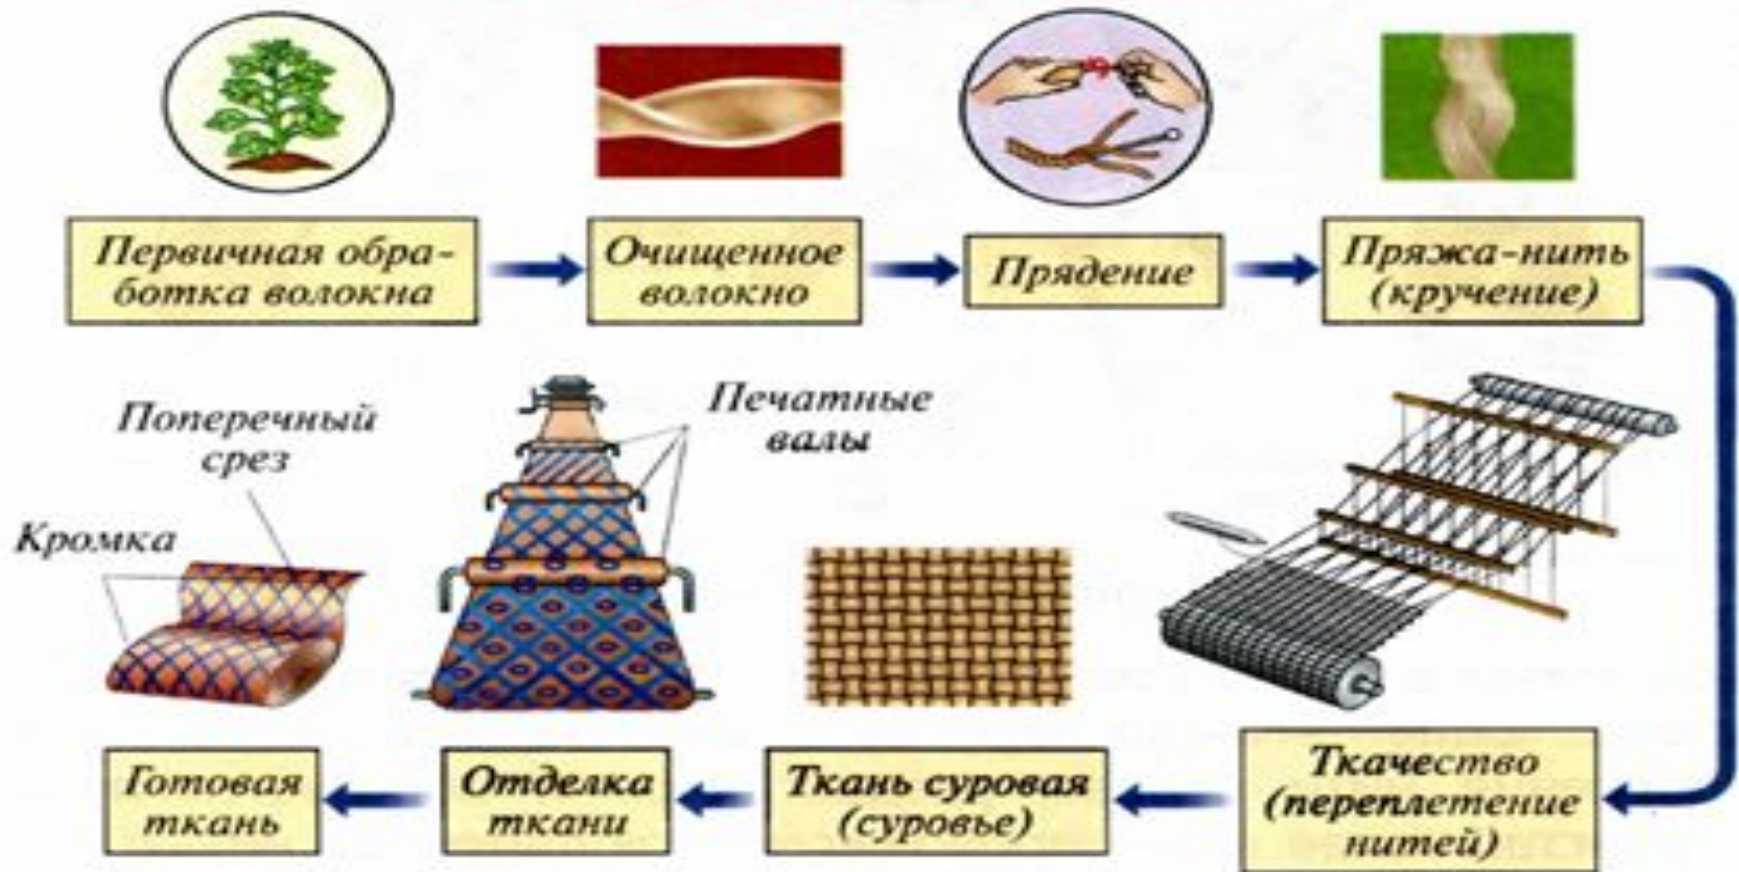 Первичная обра-
ботка волокна
Очищенное
волокно
Прядение
Пряжа-нить
(кручение)
Поперечный
срез
Кромка
Печатные
валы
Готовая
ткань
Отделка
ткани
Ткань суровая
(суровье)
Ткачество
(переплетение
нитей)